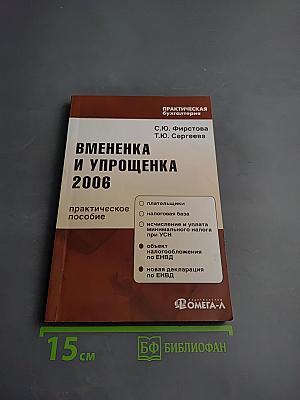 ПРАКТИЧЕСКАЯ
бухгалтерия
С.Ю. Фирстова
Т.Ю. Сергеева
ВМЕНЕНКА
И УПРОЩЕНКА
2006
практическое
пособие
плательщики
налоговая база
исчисление и уплата
минимального налога
при УСН
объект
налогообложения
по ЕНВД
новая декларация
по ЕНВД
ИЗДАТЕЛЬСТВО
ОМЕГА-Л
15 см
БФ БИБЛИОФАН